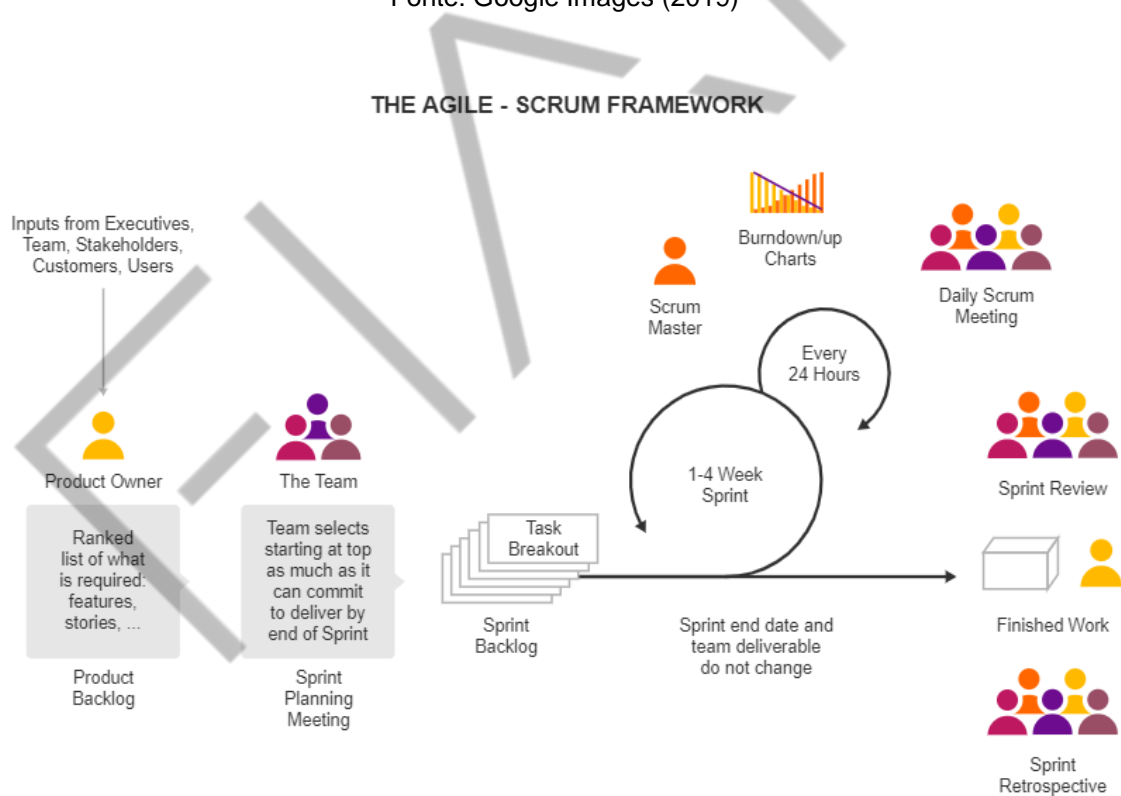 Fonte: Google Images (2019)
THE AGILE - SCRUM FRAMEWORK
Inputs from Executives,
Team, Stakeholders,
Customers, Users
Product Owner
Ranked
list of what
is required:
features,
stories, ...
Product
Backlog
The Team
Team selects
starting at top
as much as it
can commit
to deliver by
end of Sprint
Sprint
Planning
Meeting
Task
Breakout
Sprint
Backlog
Scrum
Master
Burndown/up
Charts
Every
24 Hours
1-4 Week
Sprint
Sprint end date and
team deliverable
do not change
Daily Scrum
Meeting
Sprint Review
Finished Work
Sprint
Retrospective